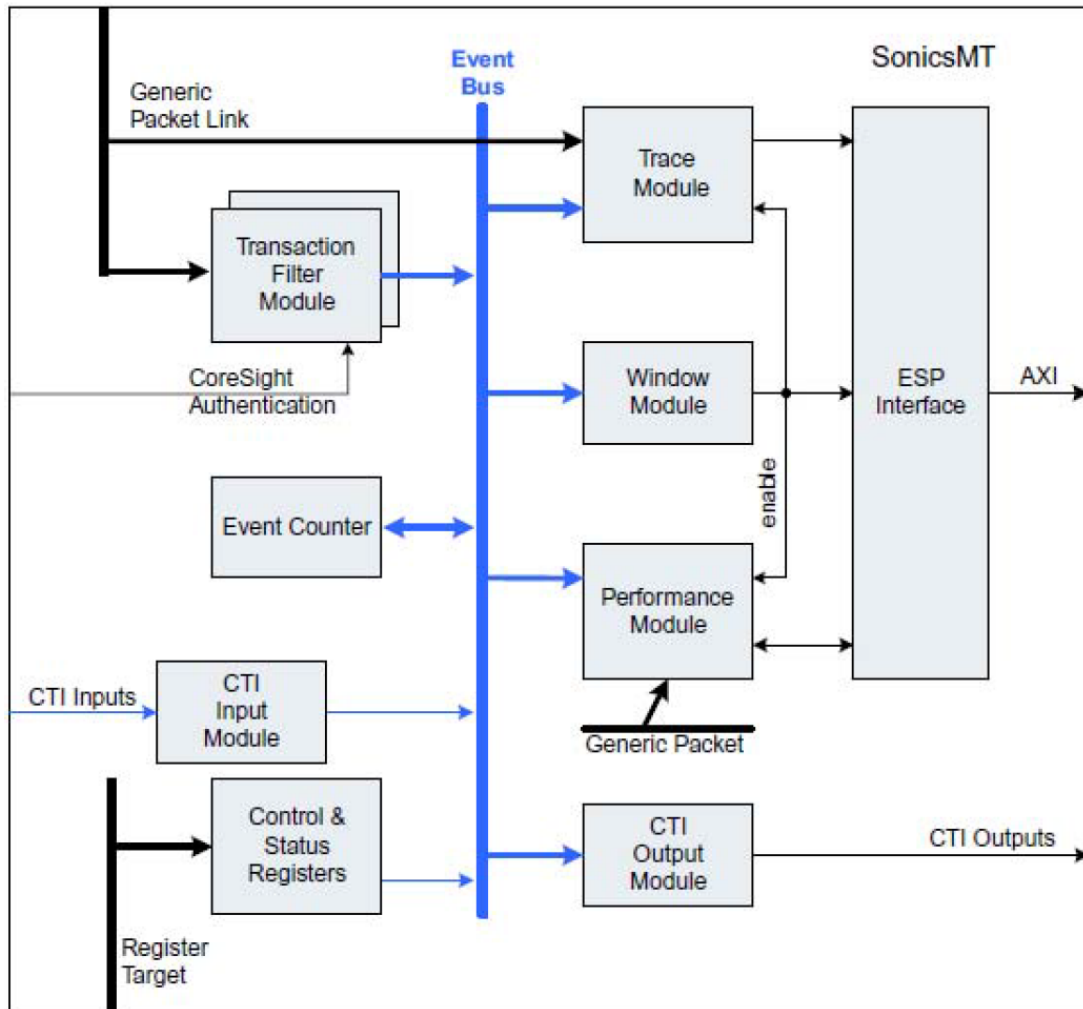 SonicsMT
Event
Bus
Generic
Packet Link
Trace
Module
Transaction
Filter
Module
CoreSight
Authentication
Window
Module
ESP
Interface
AXI
enable
Event Counter
Performance
Module
CTI Inputs
CTI
Input
Module
Generic Packet
Control &
Status
Registers
CTI
Output
Module
CTI Outputs
Register
Target